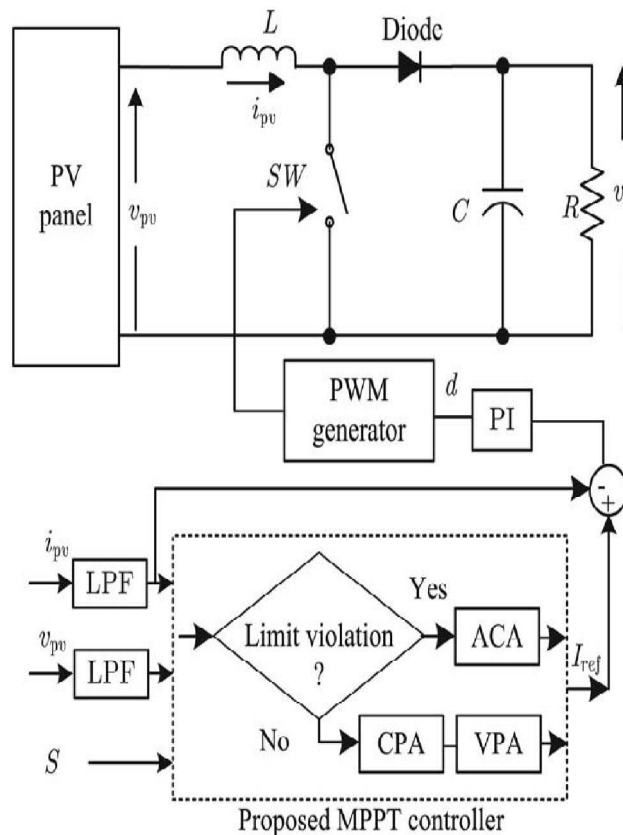 L
Diode
i_pv
PV
panel
v_pv
SW
C
R
v
PWM
generator
d
PI
-
+
i_pv
LPF
v_pv
LPF
S
Limit violation
?
Yes
ACA
No
CPA
VPA
I_ref
Proposed MPPT controller